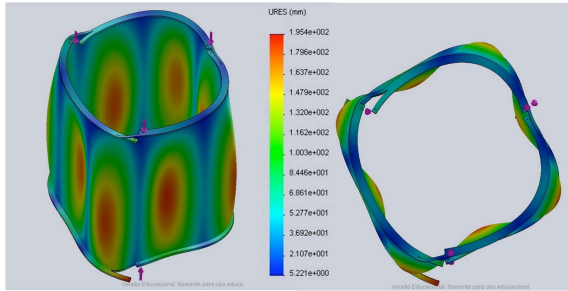 URES (mm)
1.954e+002
1.796e+002
1.637e+002
1.479e+002
1.320e+002
1.162e+002
1.003e+002
8.446e+001
6.861e+001
5.277e+001
3.692e+001
2.107e+001
5.221e+000
Versão Educacional. Somente para uso educa
Versão Educacional. Somente para uso educacional